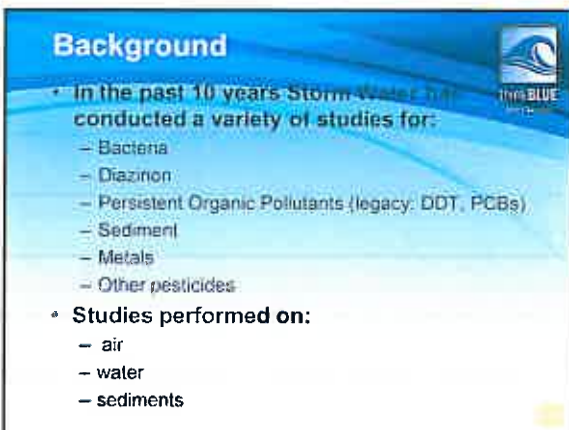 Background
• In the past 10 years Storm Water has
conducted a variety of studies for:
– Bacteria
– Diazinon
– Persistent Organic Pollutants (legacy: DDT, PCBs)
– Sediment
– Metals
– Other pesticides
• Studies performed on:
– air
– water
– sediments
BLUE